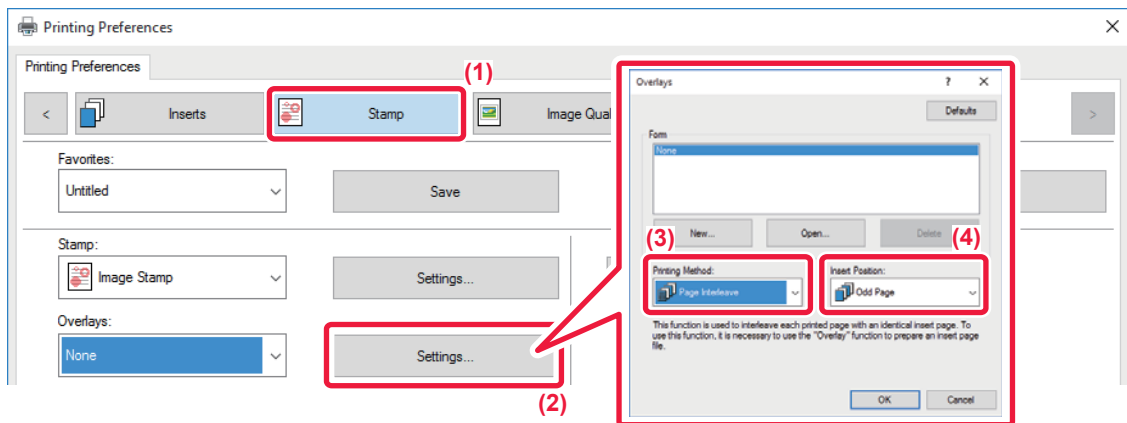 Printing Preferences
Printing Preferences
(1)
< Inserts Stamp Image Qual >
Favorites:
Untitled Save
Stamp:
Image Stamp Settings...
Overlays:
None Settings...
(2)
Overlays ? X
Defaults
Form
None
New... Open... Delete
(3) (4)
Printing Method: Insert Position:
Page Interleave Odd Page
This function is used to interleave each printed page with an identical insert page. To
use this function, it is necessary to use the "Overlay" function to prepare an insert page
file.
OK Cancel